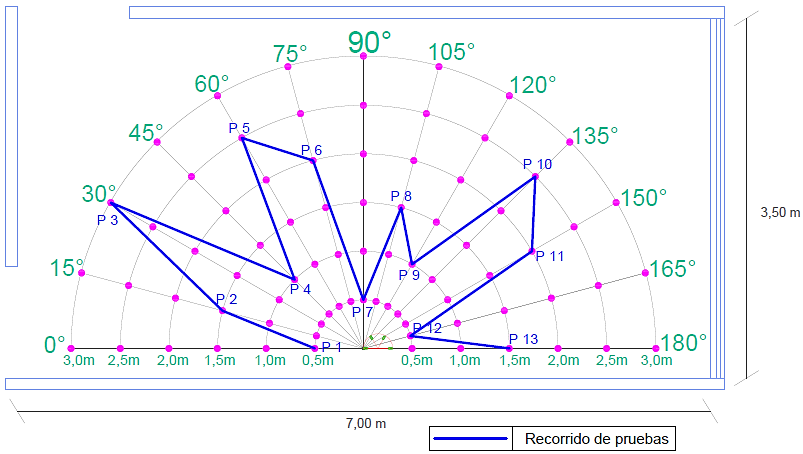 90°
75°
105°
60°
120°
P 5
45°
135°
P 6
P 10
30°
150°
P 3
P 8
3,50 m
15°
P 4
P 9
P 11
165°
P 2
P 7
P 12
0°
P 1
P 13
180°
3,0m 2,5m 2,0m 1,5m 1,0m 0,5m 0,5m 1,0m 1,5m 2,0m 2,5m 3,0m
7,00 m
Recorrido de pruebas